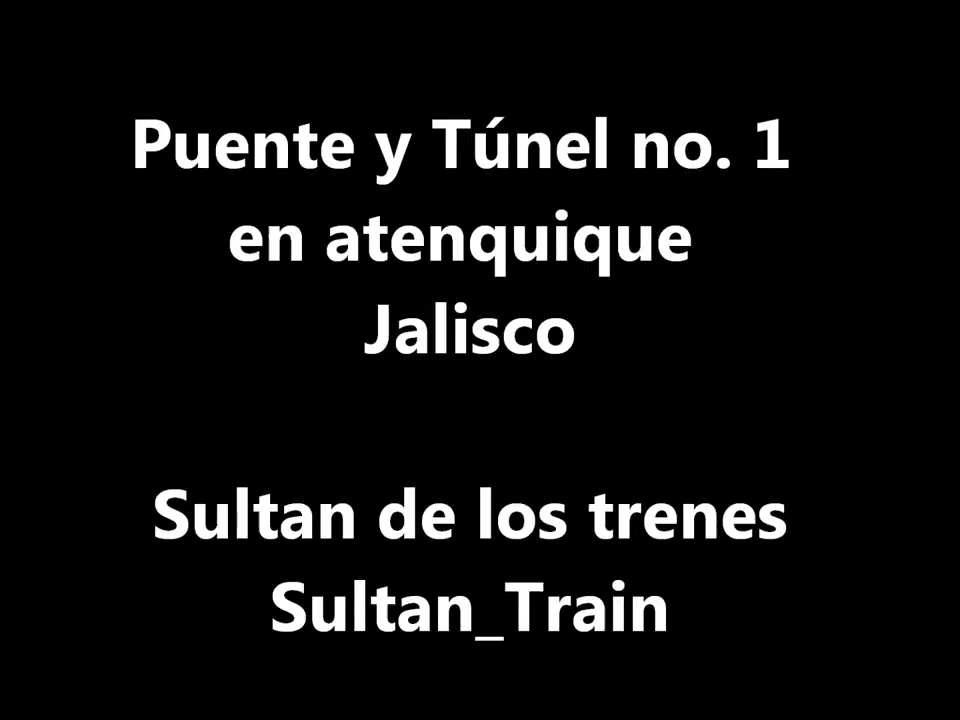 Puente y Túnel no. 1
en atenquique
Jalisco
Sultan de los trenes
Sultan_Train